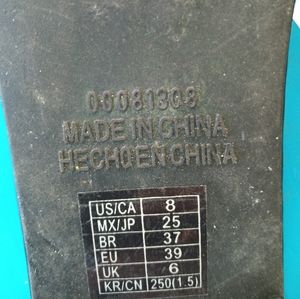 00081308
MADE IN CHINA
HECHO EN CHINA
US/CA 8
MX/JP 25
BR 37
EU 39
UK 6
KR/CN 250(1.5)